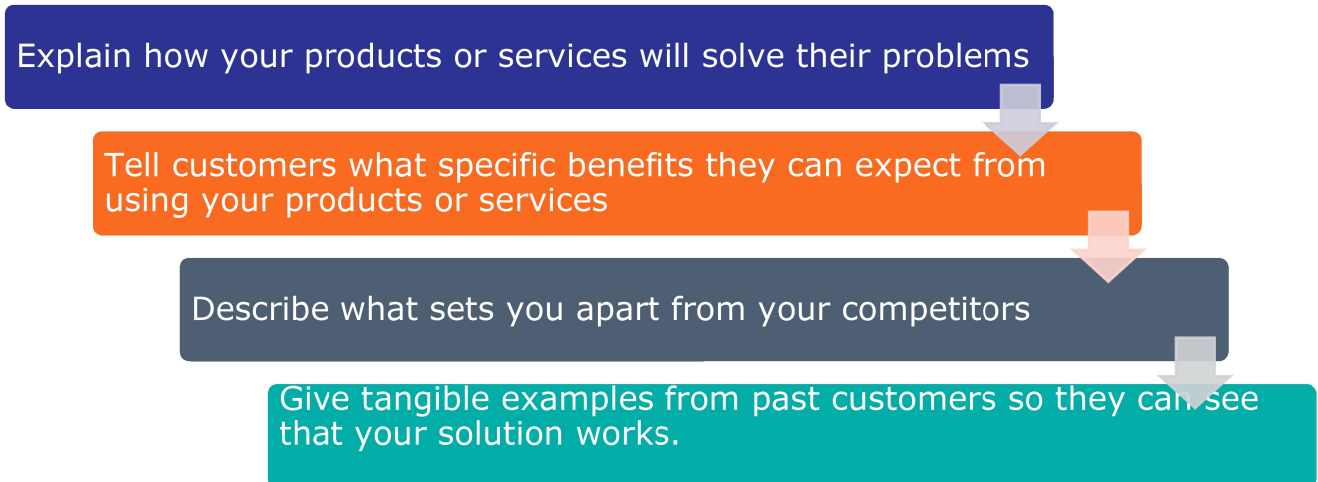 Explain how your products or services will solve their problems
Tell customers what specific benefits they can expect from
using your products or services
Describe what sets you apart from your competitors
Give tangible examples from past customers so they can see
that your solution works.